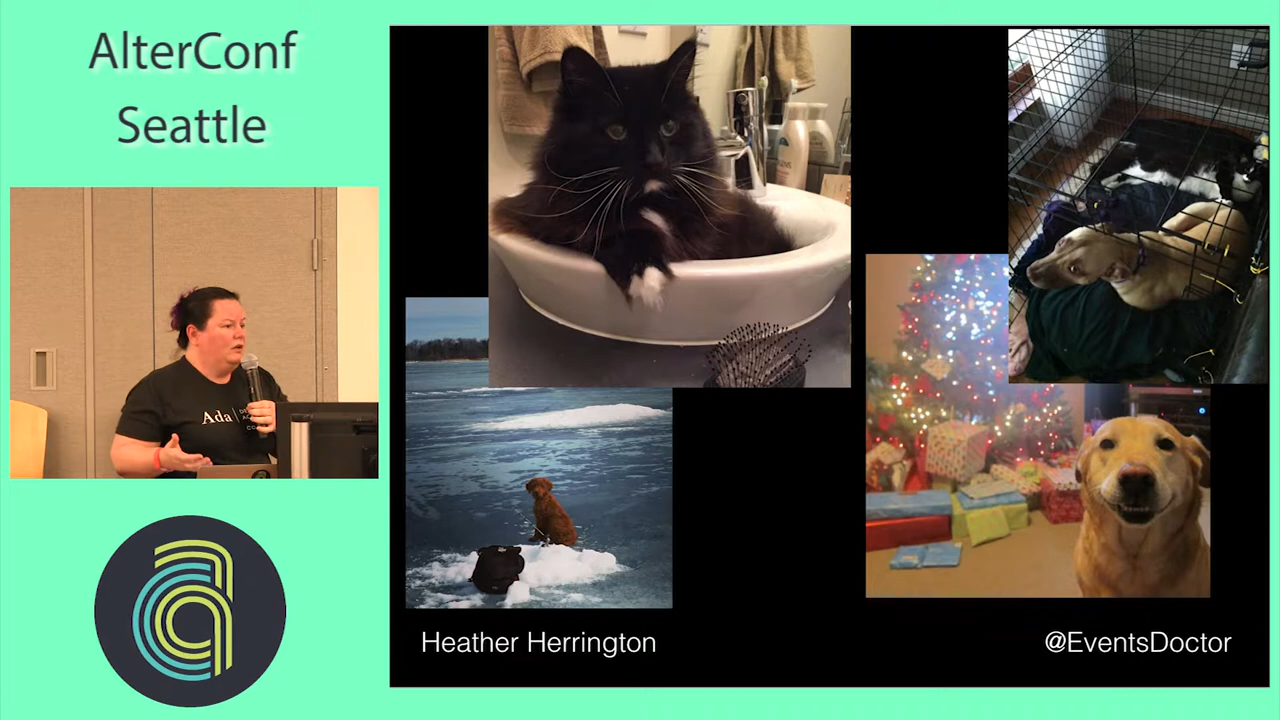 AlterConf
Seattle
Ada
Heather Herrington
@EventsDoctor